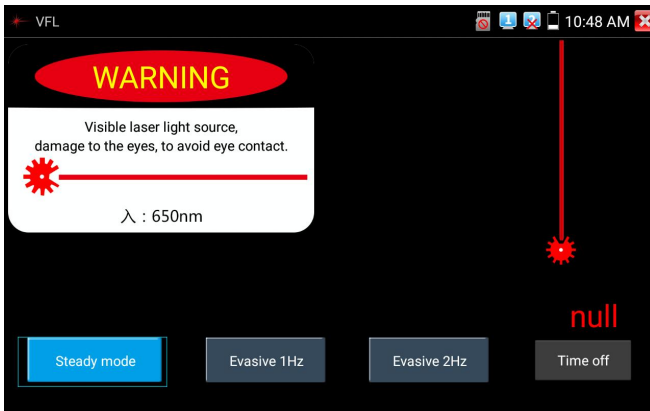 VFL
10:48 AM
WARNING
Visible laser light source,
damage to the eyes, to avoid eye contact.
入 : 650nm
null
Steady mode
Evasive 1Hz
Evasive 2Hz
Time off